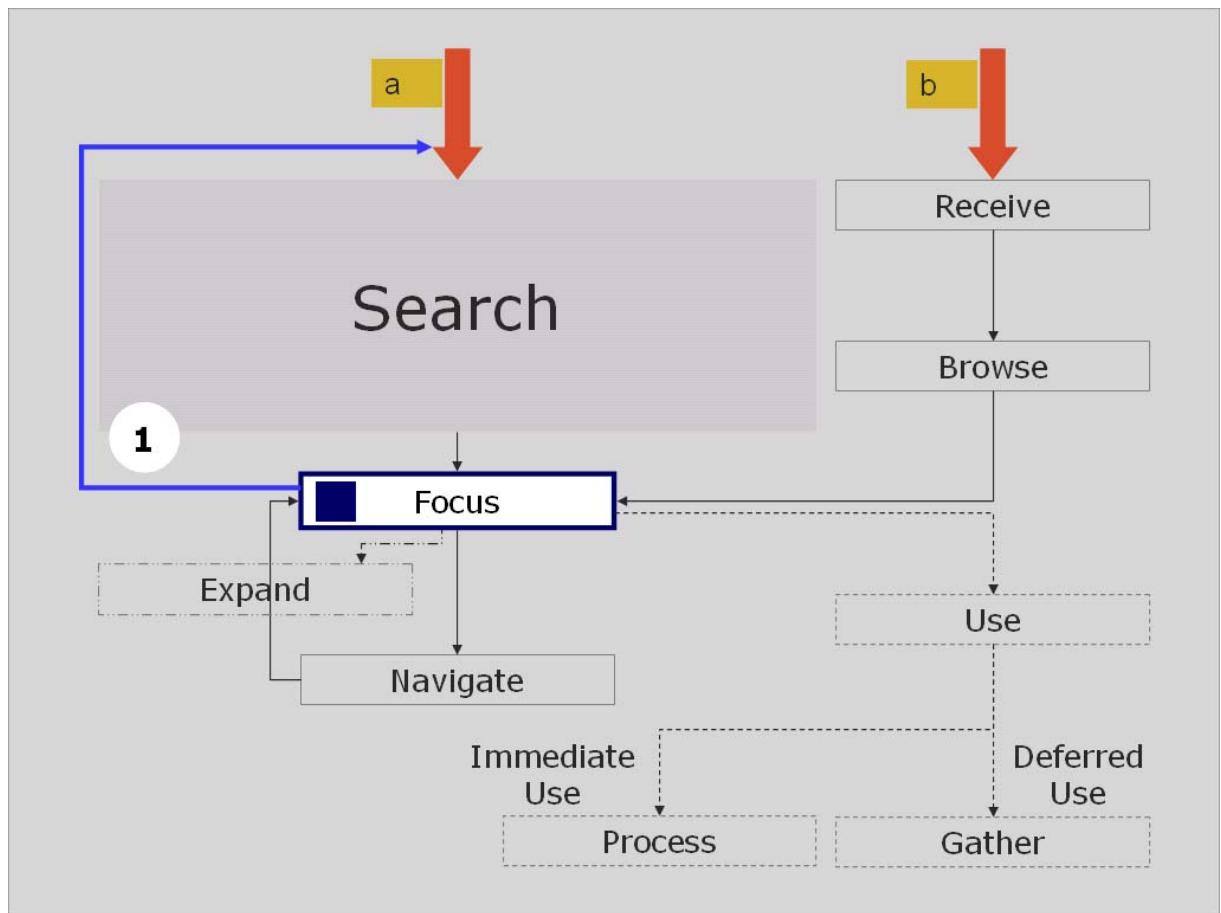 a
b
Receive
Search
Browse
1
Focus
Expand
Use
Navigate
Immediate
Use
Deferred
Use
Process
Gather